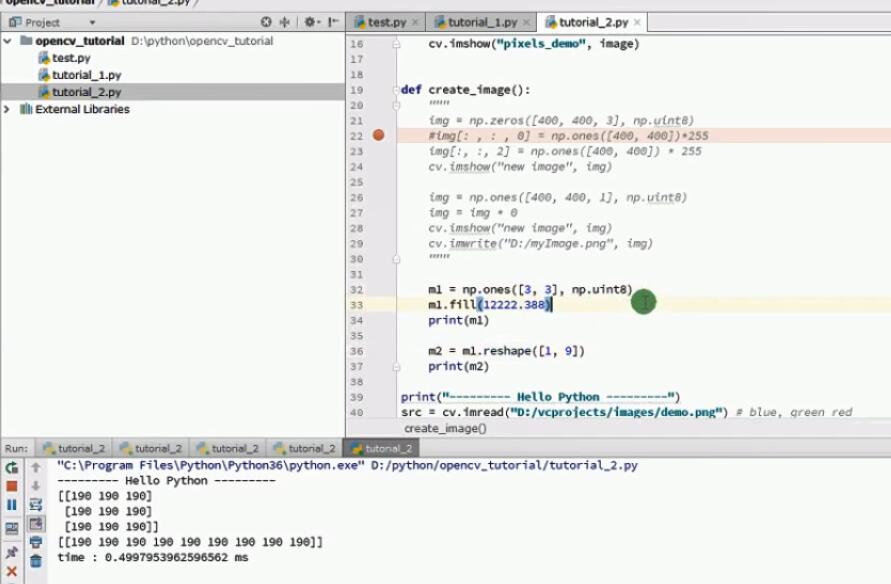 opencv_tutorial tutorial_2.py
Project
test.py tutorial_1.py tutorial_2.py
opencv_tutorial D:\python\opencv_tutorial
test.py
tutorial_1.py
tutorial_2.py
External Libraries
16 cv.imshow("pixels_demo", image)
17
18
19 def create_image():
20 """
21 img = np.zeros([400, 400, 3], np.uint8)
22 #img[: , : , 0] = np.ones([400, 400])*255
23 img[:, :, 2] = np.ones([400, 400]) * 255
24 cv.imshow("new image", img)
25
26 img = np.ones([400, 400, 1], np.uint8)
27 img = img * 0
28 cv.imshow("new image", img)
29 cv.imwrite("D:/myImage.png", img)
30 """
31
32 m1 = np.ones([3, 3], np.uint8)
33 m1.fill(12222.388)
34 print(m1)
35
36 m2 = m1.reshape([1, 9])
37 print(m2)
38
39 print("--------- Hello Python ---------")
40 src = cv.imread("D:/vcprojects/images/demo.png") # blue, green red
create_image()
Run: tutorial_2 tutorial_2 tutorial_2 tutorial_2 tutorial_2
"C:\Program Files\Python\Python36\python.exe" D:/python/opencv_tutorial/tutorial_2.py
--------- Hello Python ---------
[[190 190 190]
[190 190 190]
[190 190 190]]
[[190 190 190 190 190 190 190 190 190]]
time : 0.4997953962596562 ms